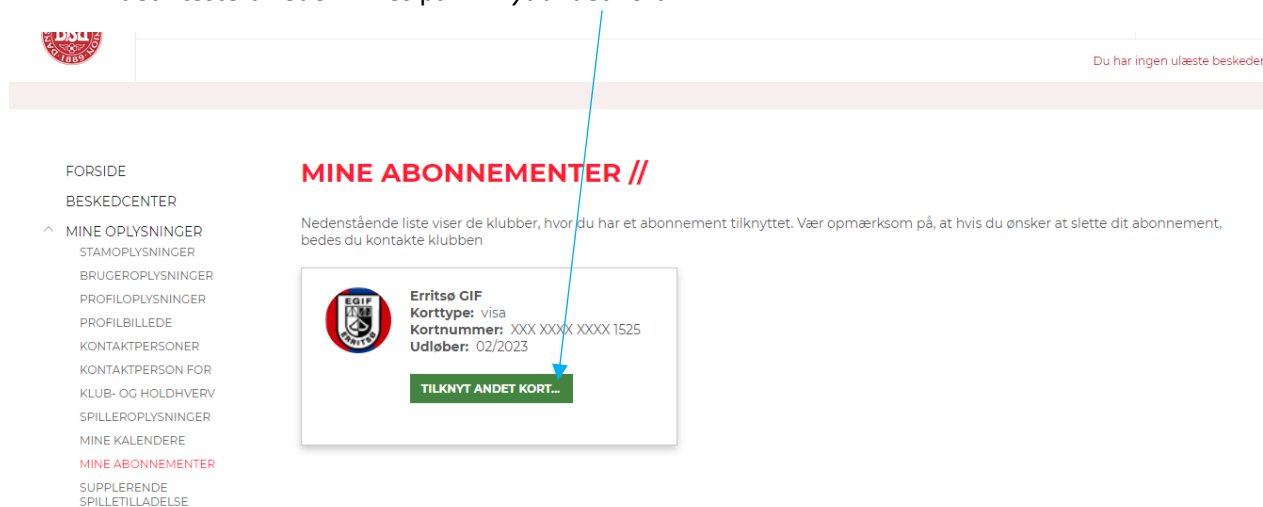 DBU
1889
Du har ingen ulæste beskeder
FORSIDE
BESKEDCENTER
MINE OPLYSNINGER
STAMOPLYSNINGER
BRUGEROPLYSNINGER
PROFILOPLYSNINGER
PROFILBILLEDE
KONTAKTPERSONER
KONTAKTPERSON FOR
KLUB- OG HOLDHVERV
SPILLEROPLYSNINGER
MINE KALENDERE
MINE ABONNEMENTER
SUPPLERENDE
SPILLETILLADELSE
MINE ABONNEMENTER //
Nedenstående liste viser de klubber, hvor du har et abonnement tilknyttet. Vær opmærksom på, at hvis du ønsker at slette dit abonnement,
bedes du kontakte klubben
EGIF
ERRITSØ
Erritsø GIF
Korttype: visa
Kortnummer: XXX XXXX XXXX 1525
Udløber: 02/2023
TILKNYT ANDET KORT...